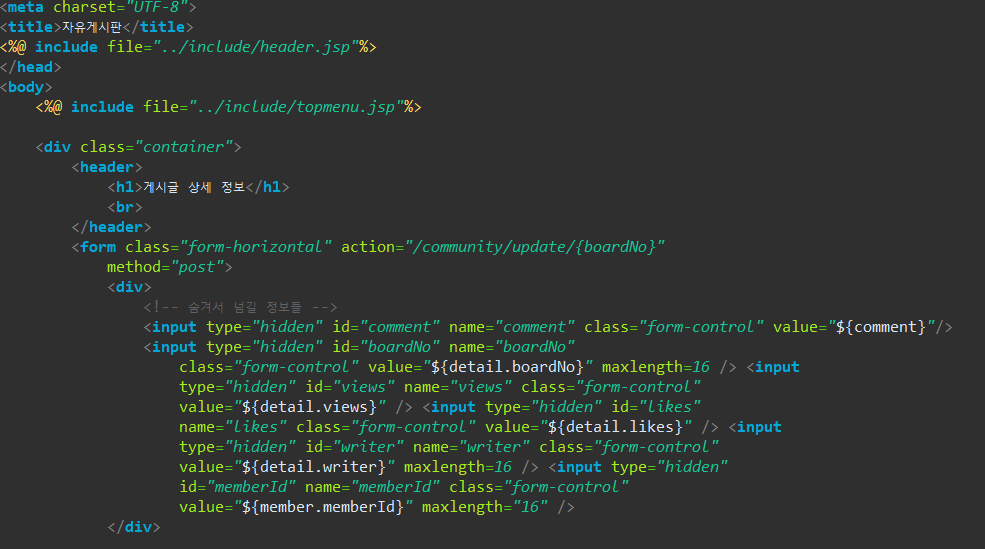 <meta charset="UTF-8">
<title>자유게시판</title>
<%@ include file="../include/header.jsp"%>
</head>
<body>
<%@ include file="../include/topmenu.jsp"%>
<div class="container">
<header>
<h1>게시글 상세 정보</h1>
<br>
</header>
<form class="form-horizontal" action="/community/update/{boardNo}"
method="post">
<div>
<!-- 숨겨서 넘길 정보들 -->
<input type="hidden" id="comment" name="comment" class="form-control" value="${comment}"/>
<input type="hidden" id="boardNo" name="boardNo"
class="form-control" value="${detail.boardNo}" maxlength=16 /> <input
type="hidden" id="views" name="views" class="form-control"
value="${detail.views}" /> <input type="hidden" id="likes"
name="likes" class="form-control" value="${detail.likes}" /> <input
type="hidden" id="writer" name="writer" class="form-control"
value="${detail.writer}" maxlength=16 /> <input type="hidden"
id="memberId" name="memberId" class="form-control"
value="${member.memberId}" maxlength="16" />
</div>